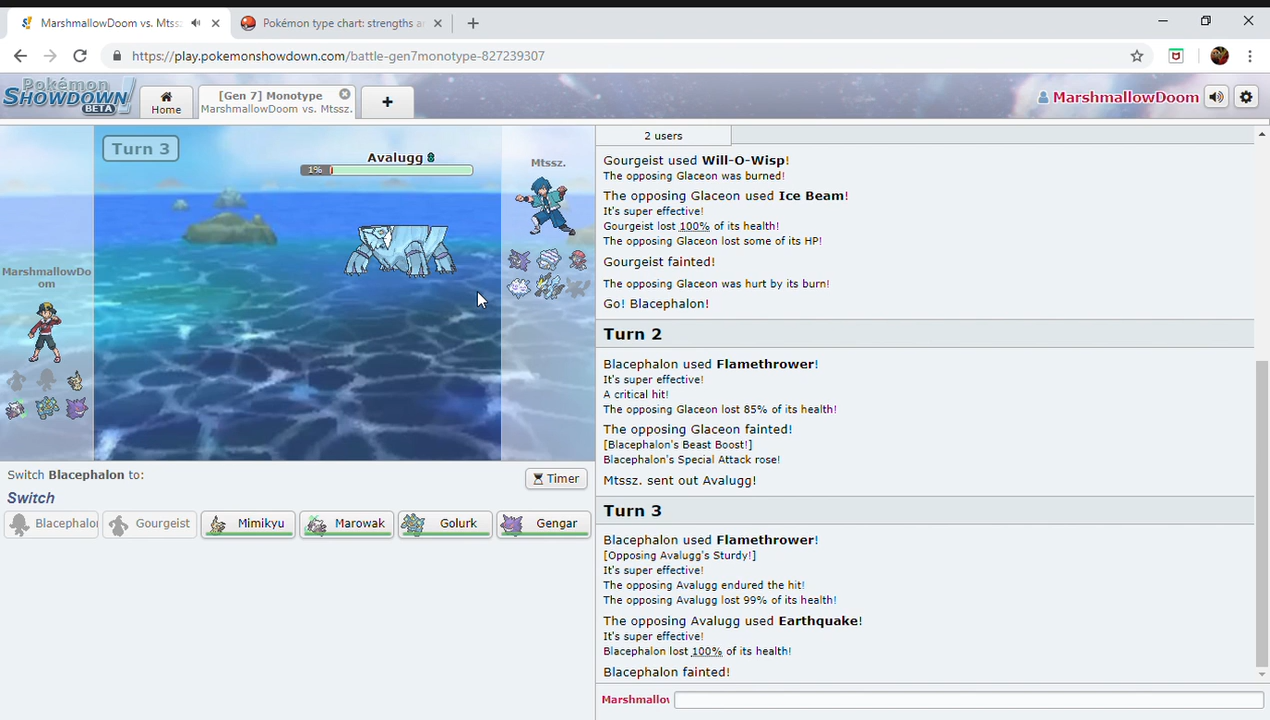 MarshmallowDoom vs. Mtssz
Pokémon type chart: strengths a
https://play.pokemonshowdown.com/battle-gen7monotype-827239307
Pokémon
SHOWDOWN
BETA
Home
[Gen 7] Monotype
MarshmallowDoom vs. Mtssz.
MarshmallowDoom
Turn 3
Avalugg
1%
Mtssz.
MarshmallowDo
om
Switch Blacephalon to:
Timer
Switch
Blacephalon
Gourgeist
Mimikyu
Marowak
Golurk
Gengar
2 users
Gourgeist used Will-O-Wisp!
The opposing Glaceon was burned!
The opposing Glaceon used Ice Beam!
It's super effective!
Gourgeist lost 100% of its health!
The opposing Glaceon lost some of its HP!
Gourgeist fainted!
The opposing Glaceon was hurt by its burn!
Go! Blacephalon!
Turn 2
Blacephalon used Flamethrower!
It's super effective!
A critical hit!
The opposing Glaceon lost 85% of its health!
The opposing Glaceon fainted!
[Blacephalon's Beast Boost!]
Blacephalon's Special Attack rose!
Mtssz. sent out Avalugg!
Turn 3
Blacephalon used Flamethrower!
[Opposing Avalugg's Sturdy!]
It's super effective!
The opposing Avalugg endured the hit!
The opposing Avalugg lost 99% of its health!
The opposing Avalugg used Earthquake!
It's super effective!
Blacephalon lost 100% of its health!
Blacephalon fainted!
Marshmallov